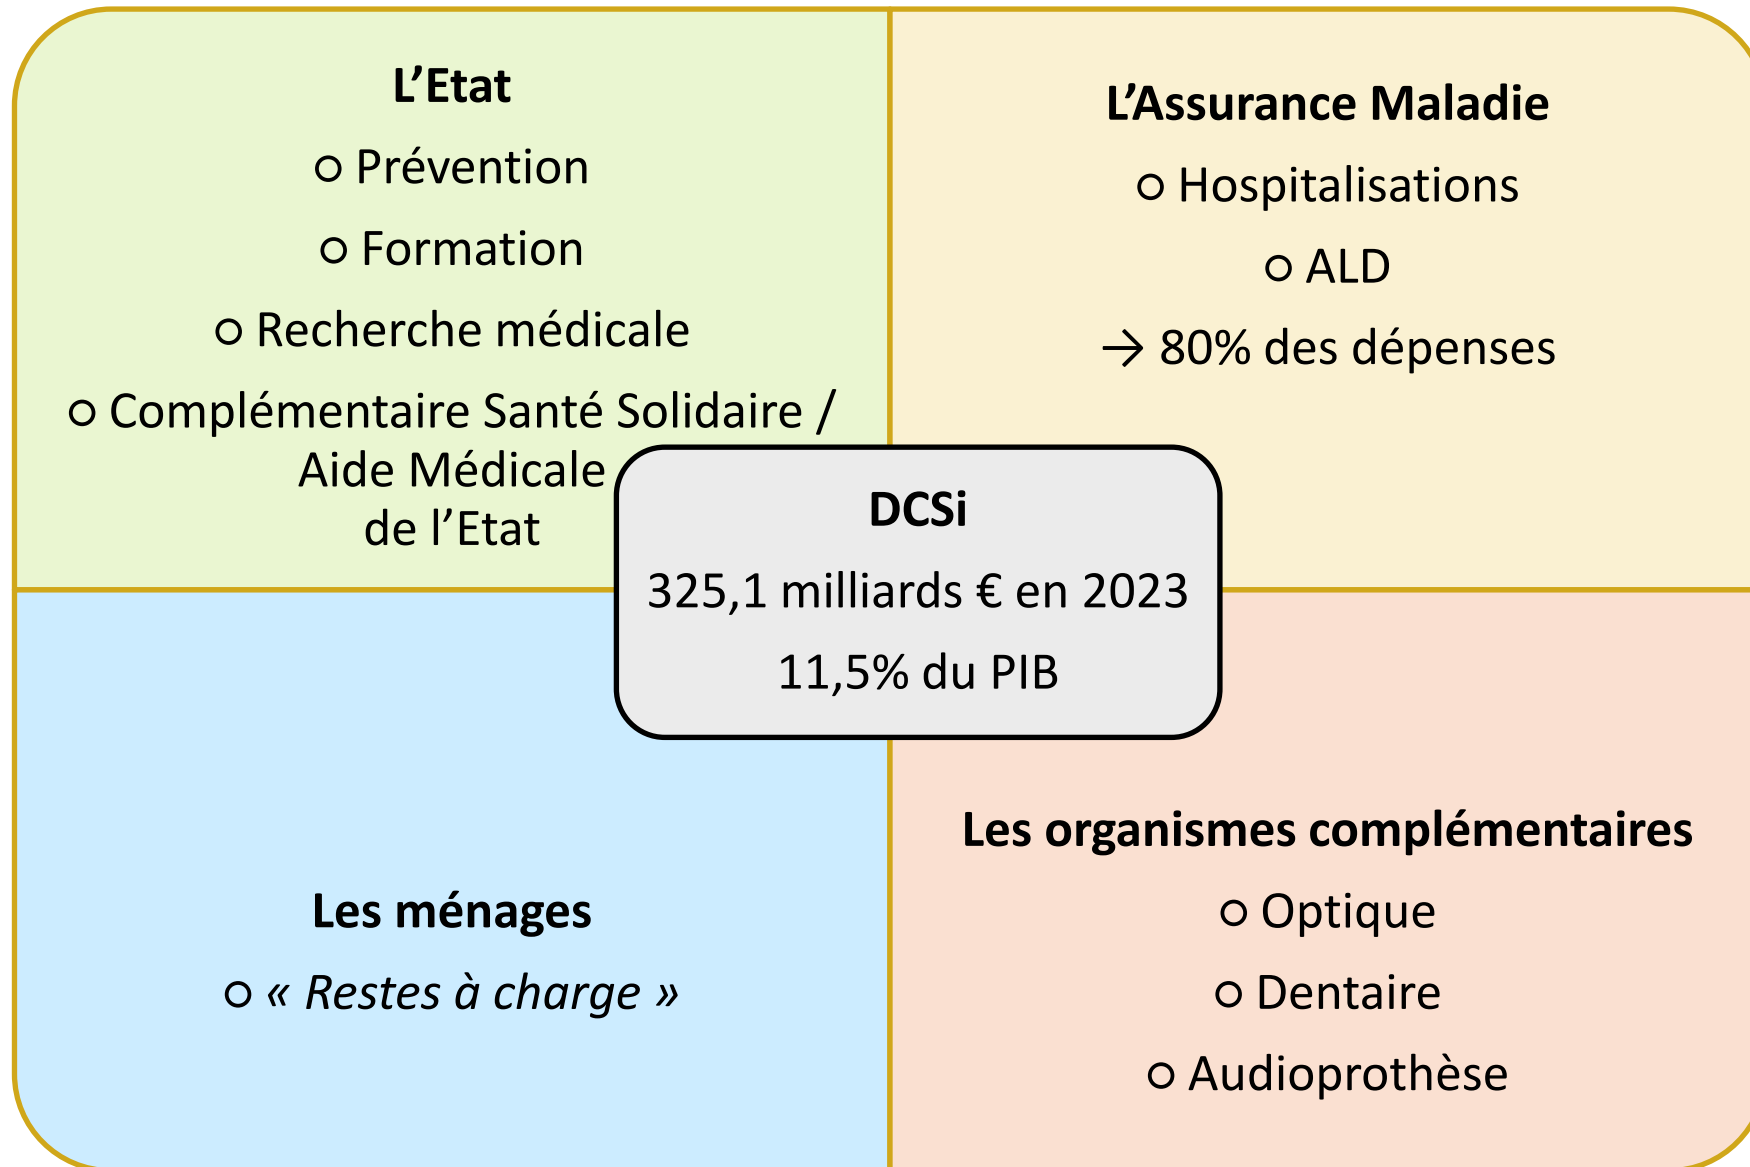 L’Etat
○ Prévention
○ Formation
○ Recherche médicale
○ Complémentaire Santé Solidaire /
Aide Médicale
de l’Etat
L’Assurance Maladie
○ Hospitalisations
○ ALD
→ 80% des dépenses
DCSi
325,1 milliards € en 2023
11,5% du PIB
Les ménages
○ « Restes à charge »
Les organismes complémentaires
○ Optique
○ Dentaire
○ Audioprothèse